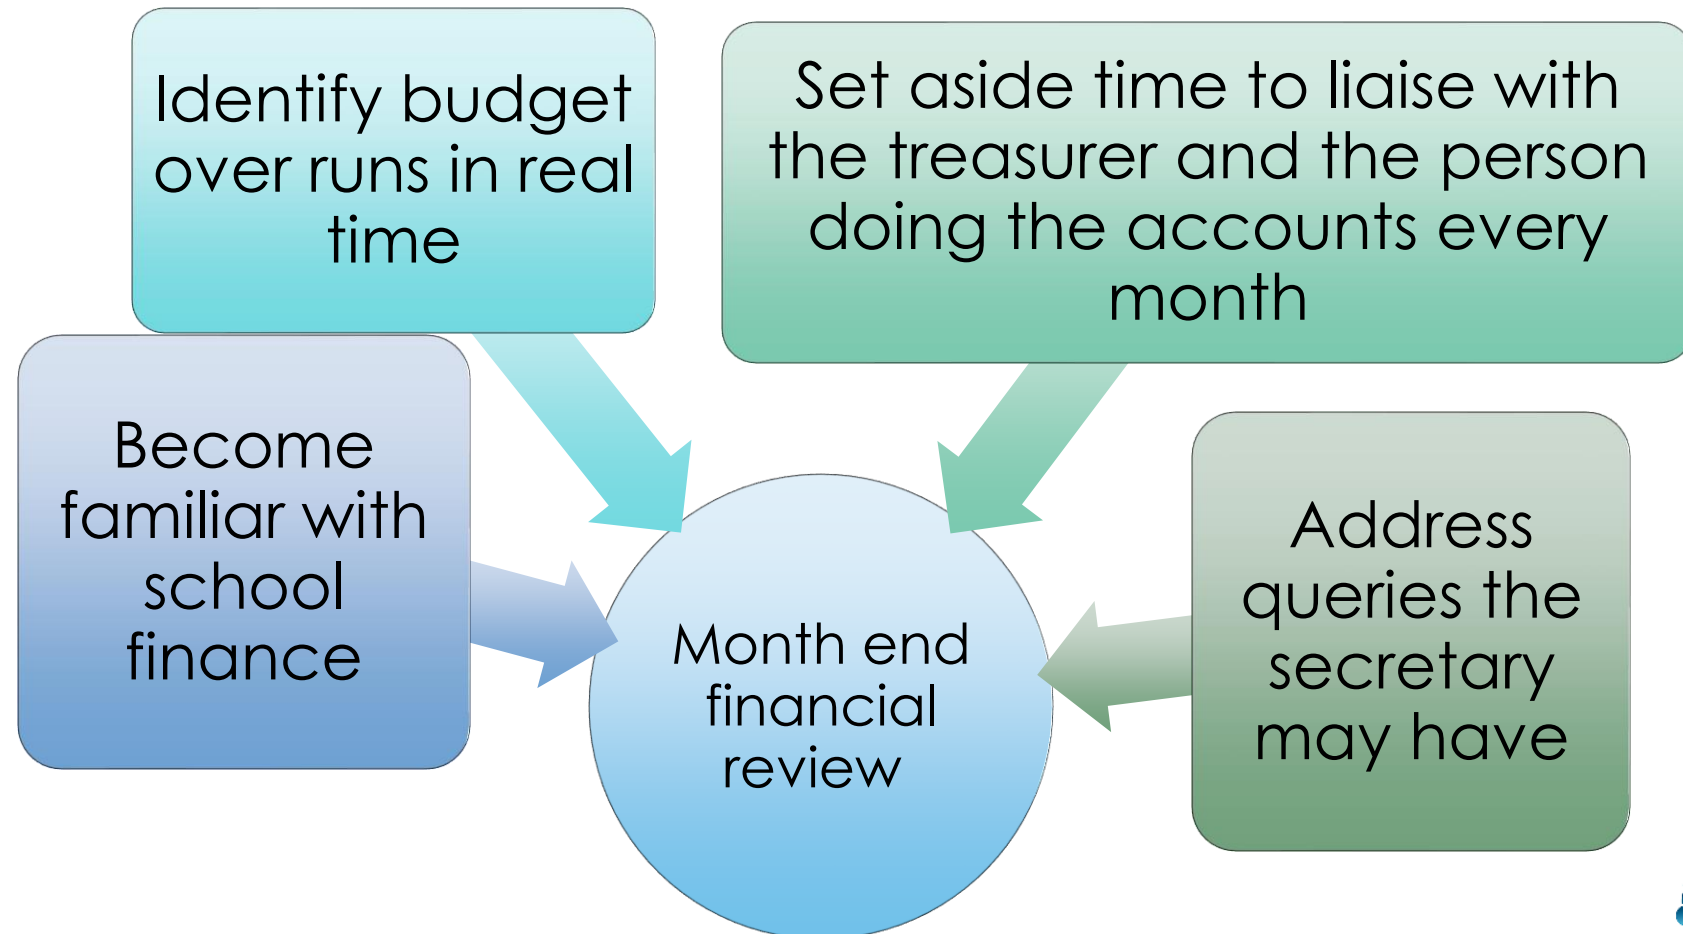 Identify budget
over runs in real
time
Set aside time to liaise with
the treasurer and the person
doing the accounts every
month
Become
familiar with
school
finance
Address
queries the
secretary
may have
Month end
financial
review